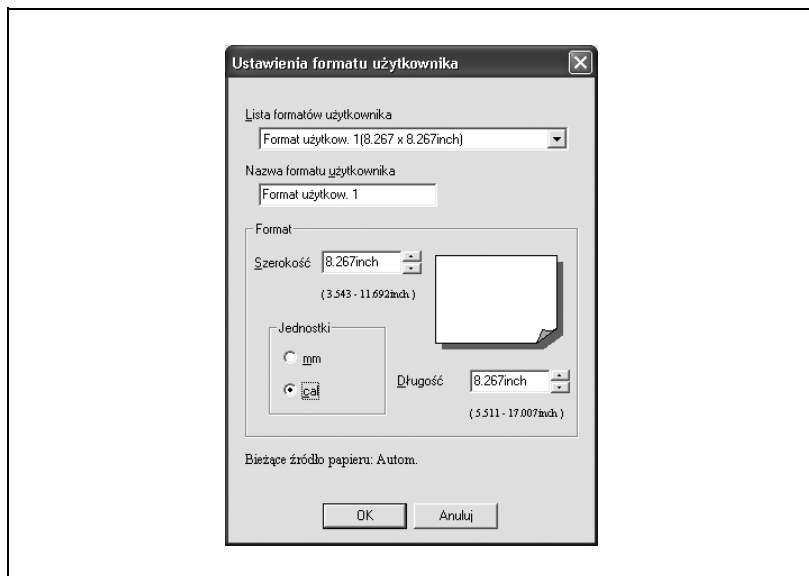 Ustawienia formatu użytkownika
Lista formatów użytkownika
Format użytkow. 1(8.267 x 8.267inch)
Nazwa formatu użytkownika
Format użytkow. 1
Format
Szerokość 8.267inch
( 3.543 - 11.692inch )
Jednostki
mm
cal
Długość 8.267inch
( 5.511 - 17.007inch )
Bieżące źródło papieru: Autom.
OK Anuluj